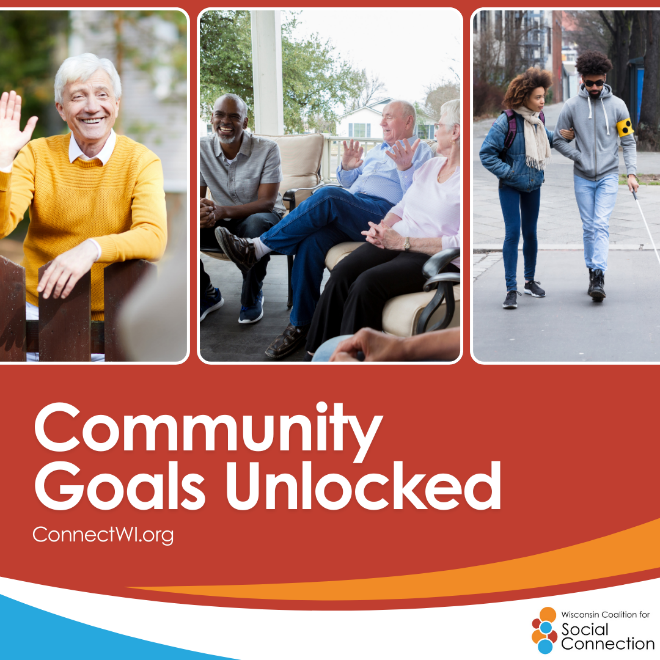 Community
Goals Unlocked
ConnectWI.org
Wisconsin Coalition for
Social
Connection